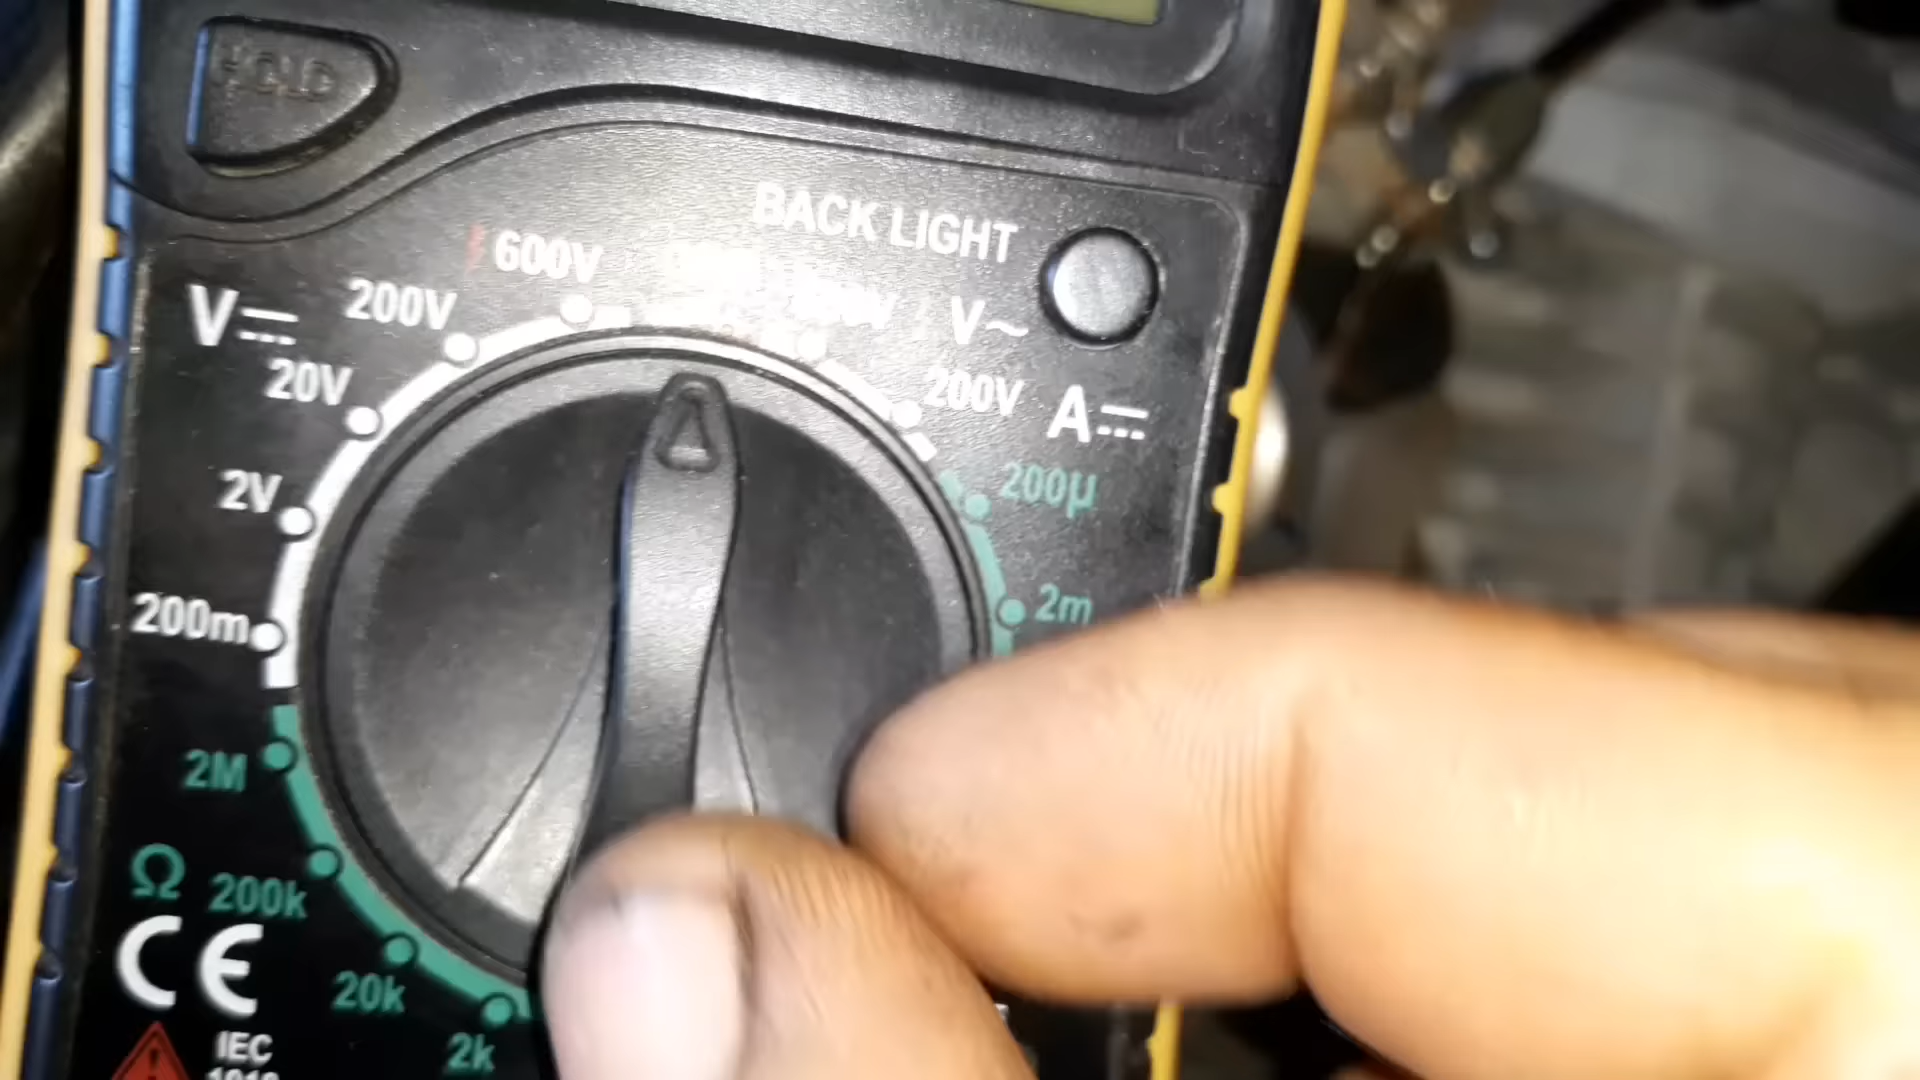 HOLD
BACK LIGHT
600V
V~
200V
V⎓
20V
200V
A⎓
2V
200µ
200m
2m
2M
Ω
200k
CE
20k
2k
IEC